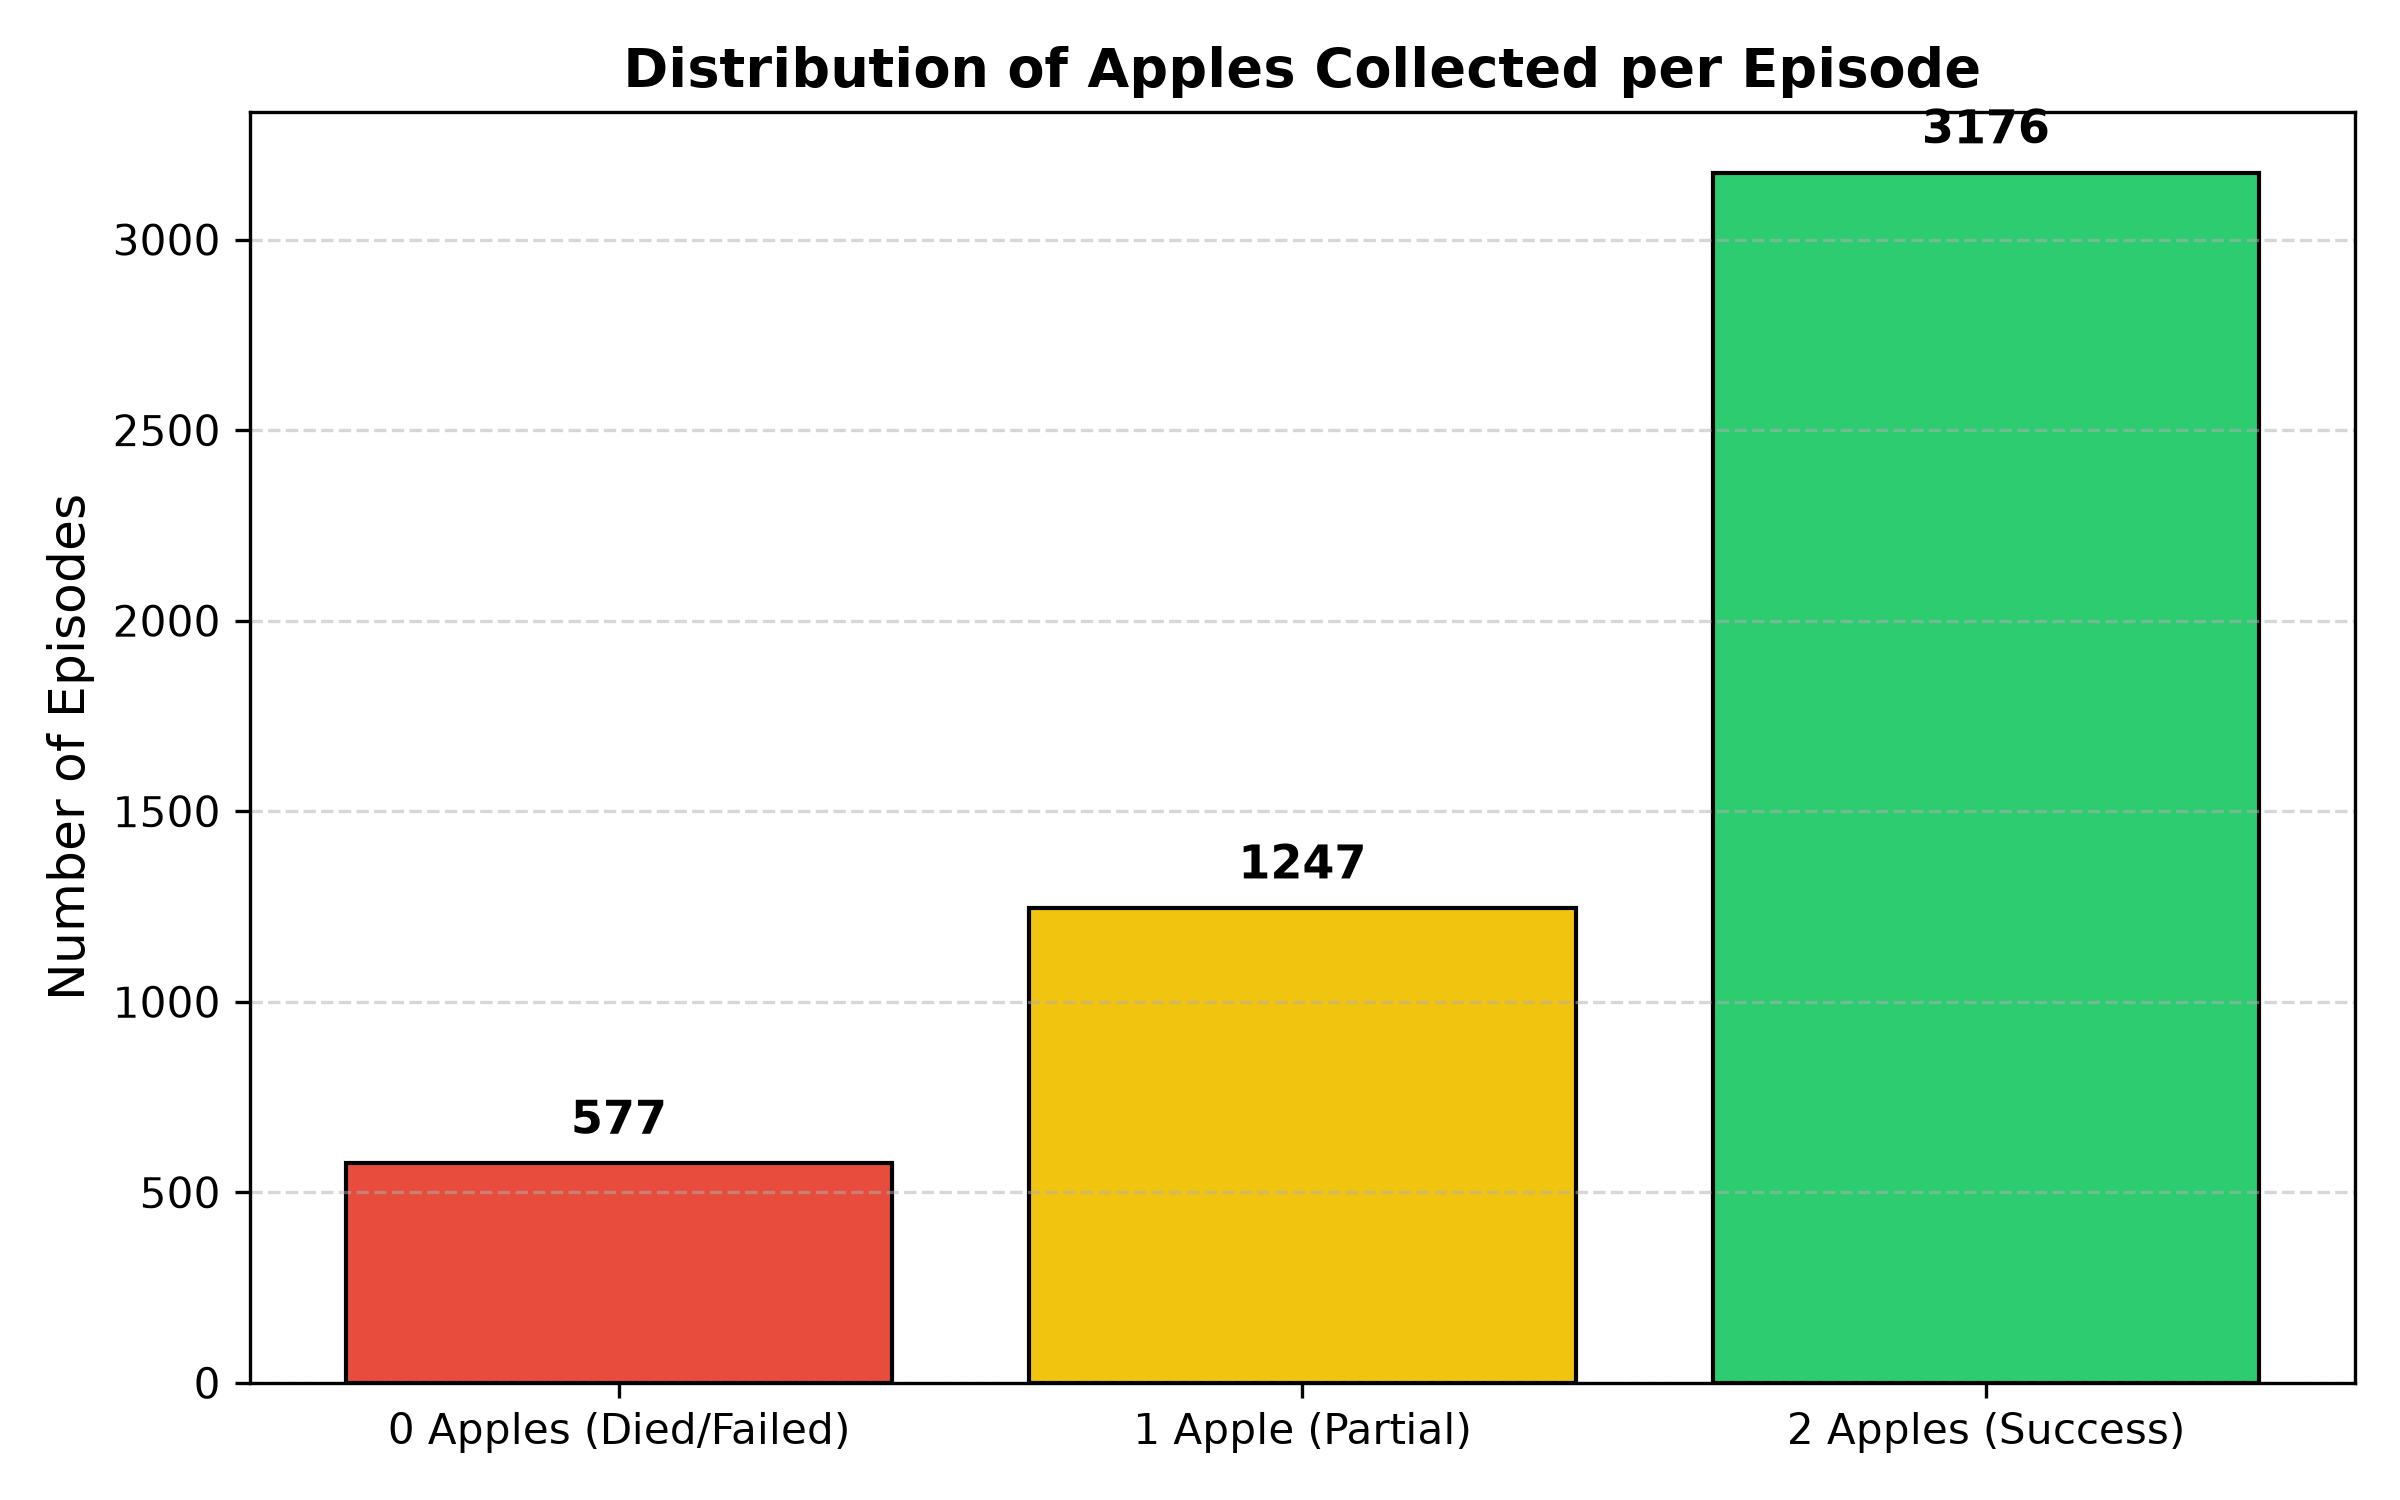 Distribution of Apples Collected per Episode
3176
3000
2500
2000
1500
1247
1000
577
500
0
Number of Episodes
0 Apples (Died/Failed)
1 Apple (Partial)
2 Apples (Success)